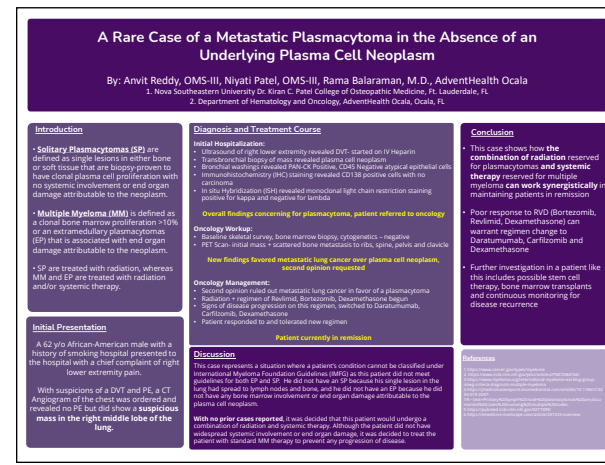 A Rare Case of a Metastatic Plasmacytoma in the Absence of an
Underlying Plasma Cell Neoplasm
By: Anvit Reddy, OMS-III, Niyati Patel, OMS-III, Rama Balaraman, M.D., AdventHealth Ocala
1. Nova Southeastern University Dr. Kiran C. Patel College of Osteopathic Medicine, Ft. Lauderdale, FL
2. Department of Hematology and Oncology, AdventHealth Ocala, Ocala, FL
Introduction
• Solitary Plasmacytomas (SP) are
defined as single lesions in either bone
or soft tissue that are biopsy-proven to
have clonal plasma cell proliferation with
no systemic involvement or end organ
damage attributable to the neoplasm.
• Multiple Myeloma (MM) is defined as
a clonal bone marrow proliferation >10%
or an extramedullary plasmacytomas
(EP) that is associated with end organ
damage attributable to the neoplasm.
• SP are treated with radiation, whereas
MM and EP are treated with radiation
and/or systemic therapy.
Initial Presentation
A 62 y/o African-American male with a
history of smoking hospital presented to
the hospital with a chief complaint of right
lower extremity pain.
With suspicions of a DVT and PE, a CT
Angiogram of the chest was ordered and
revealed no PE but did show a suspicious
mass in the right middle lobe of the
lung.
Diagnosis and Treatment Course
Initial Hospitalization:
• Ultrasound of right lower extremity revealed DVT- started on IV Heparin
• Transbronchial biopsy of mass revealed plasma cell neoplasm
• Bronchial washings revealed PAN-CK Positive, CD45 Negative atypical epithelial cells
• Immunohistochemistry (IHC) staining revealed CD138 positive cells with no
carcinoma
• In situ Hybridization (ISH) revealed monoclonal light chain restriction staining
positive for kappa and negative for lambda
Overall findings concerning for plasmacytoma, patient referred to oncology
Oncology Workup:
• Baseline skeletal survey, bone marrow biopsy, cytogenetics – negative
• PET Scan- initial mass + scattered bone metastasis to ribs, spine, pelvis and clavicle
New findings favored metastatic lung cancer over plasma cell neoplasm,
second opinion requested
Oncology Management:
• Second opinion ruled out metastatic lung cancer in favor of a plasmacytoma
• Radiation + regimen of Revlimid, Bortezomib, Dexamethasone begun
• Signs of disease progression on this regimen, switched to Daratumumab,
Carfilzomib, and Dexamethasone
• Patient responded to and tolerated new regimen
Patient currently in remission
Discussion
This case represents a situation where a patient's condition cannot be classified under
International Myeloma Foundation Guidelines (IMFG) as this patient did not meet
guidelines for both EP and SP. He did not have an SP because his single lesion in the
lung had spread to lymph nodes and bone, and he did not have an EP because he did
not have any bone marrow involvement or end organ damage attributable to the
plasma cell neoplasm.
With no prior cases reported, it was decided that this patient would undergo a
combination of radiation and systemic therapy. Although the patient did not have
widespread systemic involvement or end organ damage, it was decided to treat the
patient with standard MM therapy to prevent any progression of disease.
Conclusion
• This case shows how the
combination of radiation reserved
for plasmacytomas and systemic
therapy reserved for multiple
myeloma can work synergistically in
maintaining patients in remission
• Poor response to RVD (Bortezomib,
Revlimid, Dexamethasone) can
warrant regimen change to
Daratumumab, Carfilzomib and
Dexamethasone
• Further investigation in a patient like
this includes possible stem cell
therapy, bone marrow transplants
and continuous monitoring for
disease recurrence
References